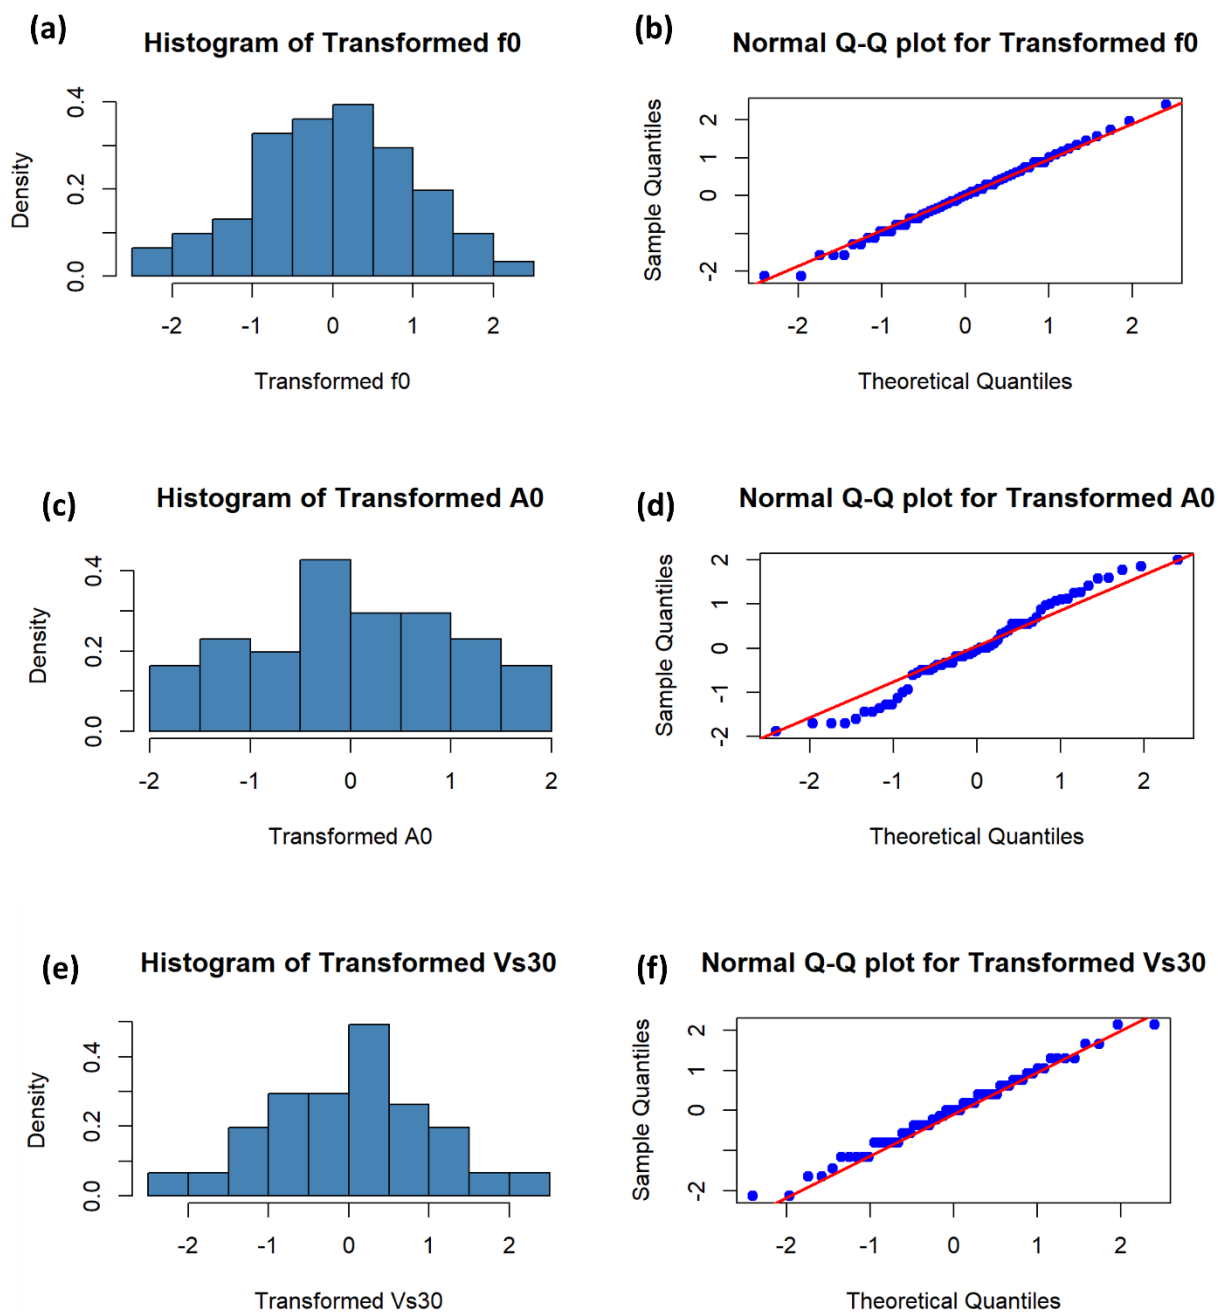 (a)
Histogram of Transformed f0
Density
0.0
0.2
0.4
-2 -1 0 1 2
Transformed f0
(b)
Normal Q-Q plot for Transformed f0
Sample Quantiles
-2
0
1
2
-2 -1 0 1 2
Theoretical Quantiles
(c)
Histogram of Transformed A0
Density
0.0
0.2
0.4
-2 -1 0 1 2
Transformed A0
(d)
Normal Q-Q plot for Transformed A0
Sample Quantiles
-2
-1
0
1
2
-2 -1 0 1 2
Theoretical Quantiles
(e)
Histogram of Transformed Vs30
Density
0.0
0.2
0.4
-2 -1 0 1 2
Transformed Vs30
(f)
Normal Q-Q plot for Transformed Vs30
Sample Quantiles
-2
0
1
2
-2 -1 0 1 2
Theoretical Quantiles